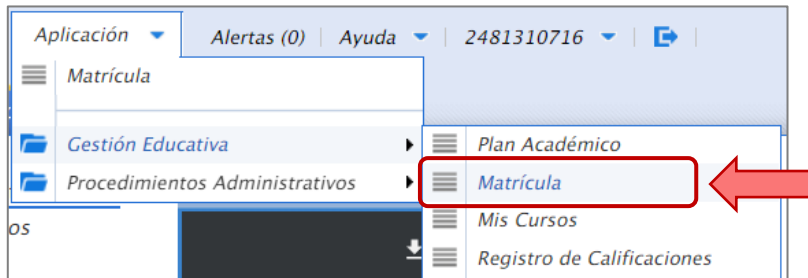 Aplicación Alertas (0) Ayuda 2481310716
Matrícula
Gestión Educativa
Procedimientos Administrativos
os
Plan Académico
Matrícula
Mis Cursos
Registro de Calificaciones